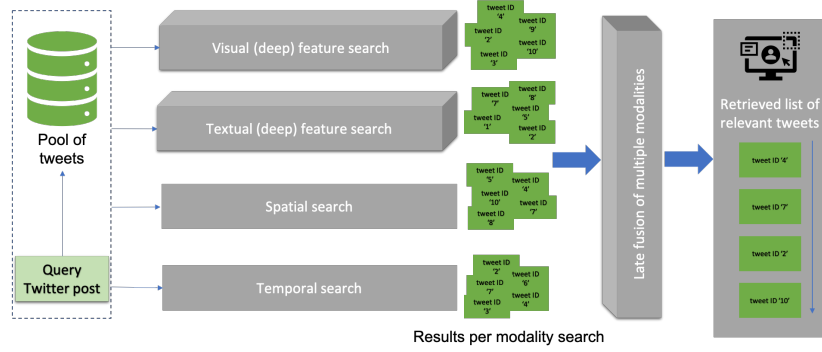 Pool of
tweets
Query
Twitter post
Visual (deep) feature search
Textual (deep) feature search
Spatial search
Temporal search
tweet ID
‘4’
tweet ID
‘9’
tweet ID
‘2’
tweet ID
‘10’
tweet ID
‘3’
tweet ID
‘8’
tweet ID
‘7’
tweet ID
‘5’
tweet ID
‘1’
tweet ID
‘2’
tweet ID
‘5’
tweet ID
‘4’
tweet ID
‘10’
tweet ID
‘7’
tweet ID
‘8’
tweet ID
‘2’
tweet ID
‘6’
tweet ID
‘7’
tweet ID
‘4’
tweet ID
‘3’
Results per modality search
Late fusion of multiple modalities
Retrieved list of
relevant tweets
tweet ID ‘4’
tweet ID ‘7’
tweet ID ‘2’
tweet ID ‘10’